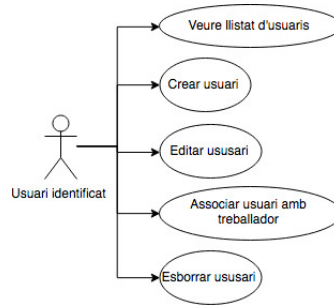 Veure llistat d'usuaris
Crear usuari
Editar ususari
Usuari identificat
Associar usuari amb
treballador
Esborrar ususari